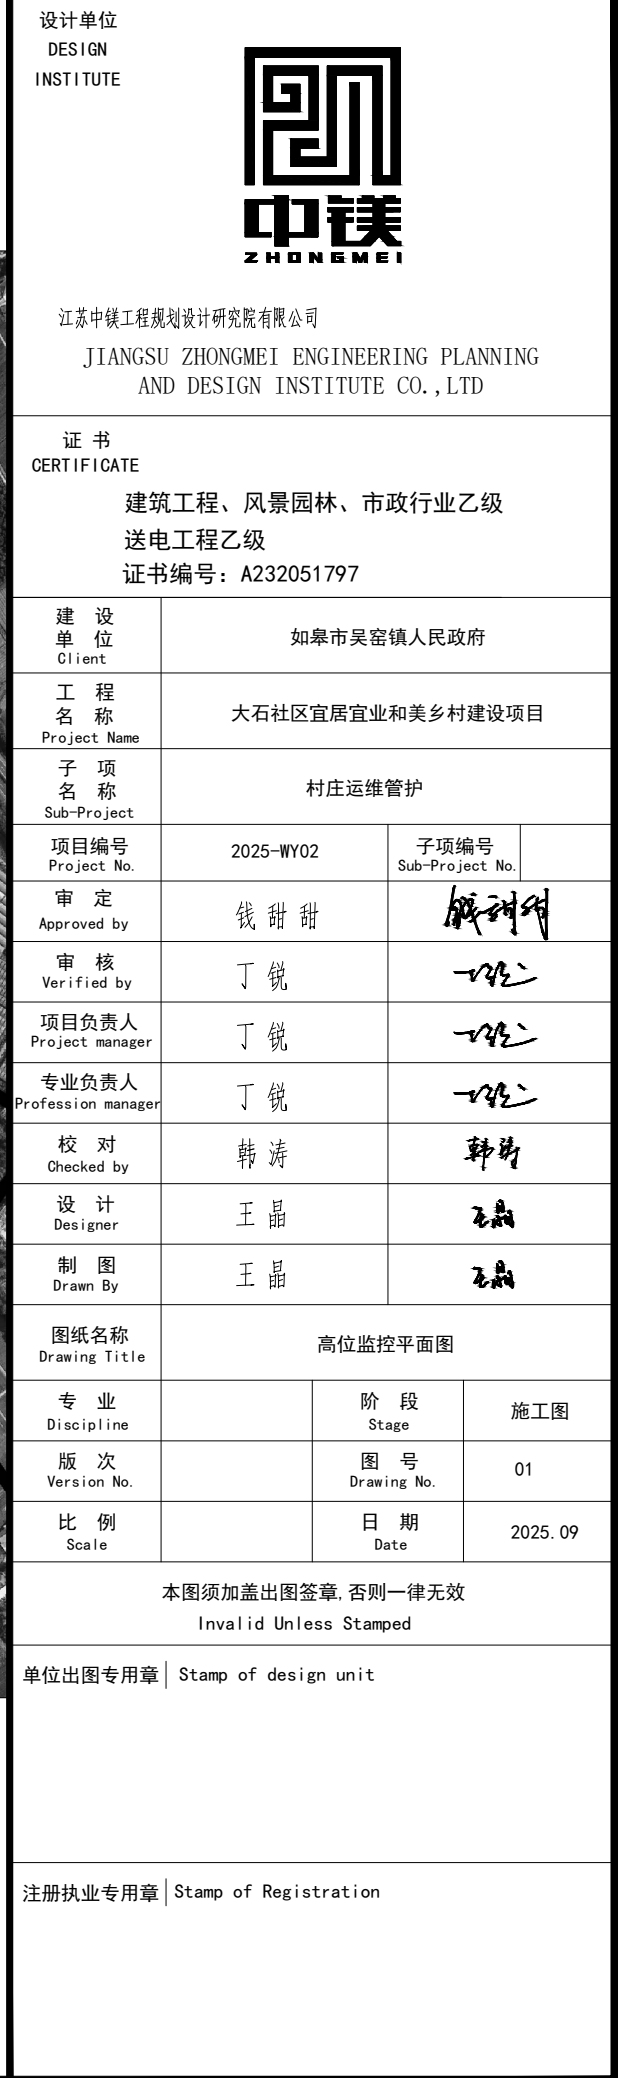 设计单位
DESIGN
INSTITUTE
中镁
ZHONGMEI
江苏中镁工程规划设计研究院有限公司
JIANGSU ZHONGMEI ENGINEERING PLANNING
AND DESIGN INSTITUTE CO.,LTD
证 书
CERTIFICATE
建筑工程、风景园林、市政行业乙级
送电工程乙级
证书编号：A232051797
建 设
单 位
Client
如皋市吴窑镇人民政府
工 程
名 称
Project Name
大石社区宜居宜业和美乡村建设项目
子 项
名 称
Sub-Project
村庄运维管护
项目编号
Project No.
2025-WY02
子项编号
Sub-Project No.
审 定
Approved by
钱甜甜
钱甜甜
审 核
Verified by
丁锐
丁锐
项目负责人
Project manager
丁锐
丁锐
专业负责人
Profession manager
丁锐
丁锐
校 对
Checked by
韩涛
韩涛
设 计
Designer
王晶
王晶
制 图
Drawn By
王晶
王晶
图纸名称
Drawing Title
高位监控平面图
专 业
Discipline
阶 段
Stage
施工图
版 次
Version No.
图 号
Drawing No.
01
比 例
Scale
日 期
Date
2025.09
本图须加盖出图签章,否则一律无效
Invalid Unless Stamped
单位出图专用章 Stamp of design unit
注册执业专用章 Stamp of Registration